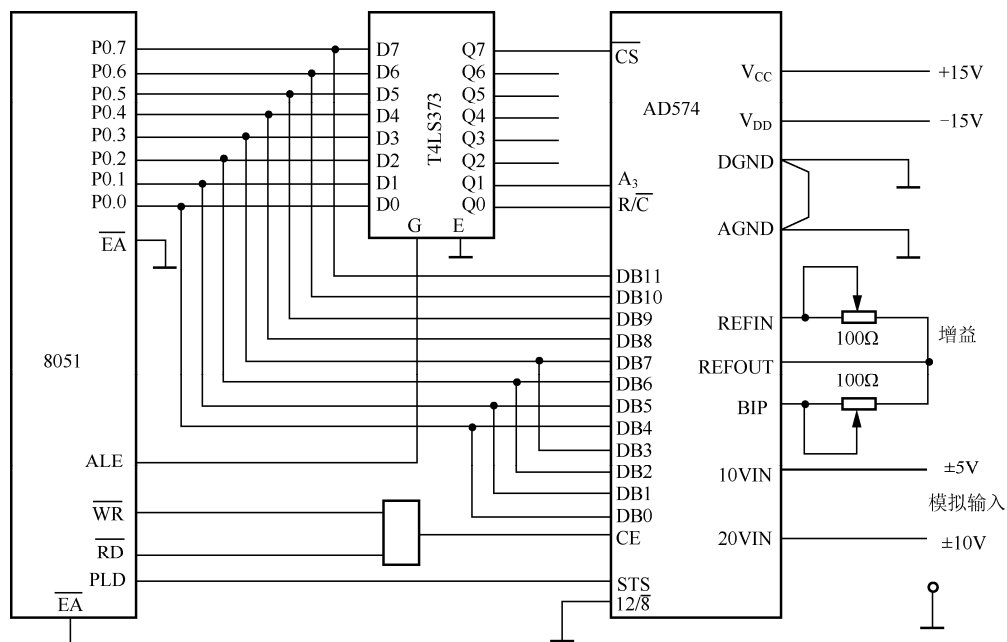 P0.7
P0.6
P0.5
P0.4
P0.3
P0.2
P0.1
P0.0
EA
8051
ALE
WR
RD
PLD
EA
D7
D6
D5
D4
D3
D2
D1
D0
T4LS373
Q7
Q6
Q5
Q4
Q3
Q2
Q1
Q0
G
E
CS
A3
R/C
DB11
DB10
DB9
DB8
DB7
DB6
DB5
DB4
DB3
DB2
DB1
DB0
CE
STS
12/8
AD574
VCC
VDD
DGND
AGND
REFIN
REFOUT
BIP
10VIN
20VIN
+15V
−15V
100Ω
增益
100Ω
±5V
模拟输入
±10V